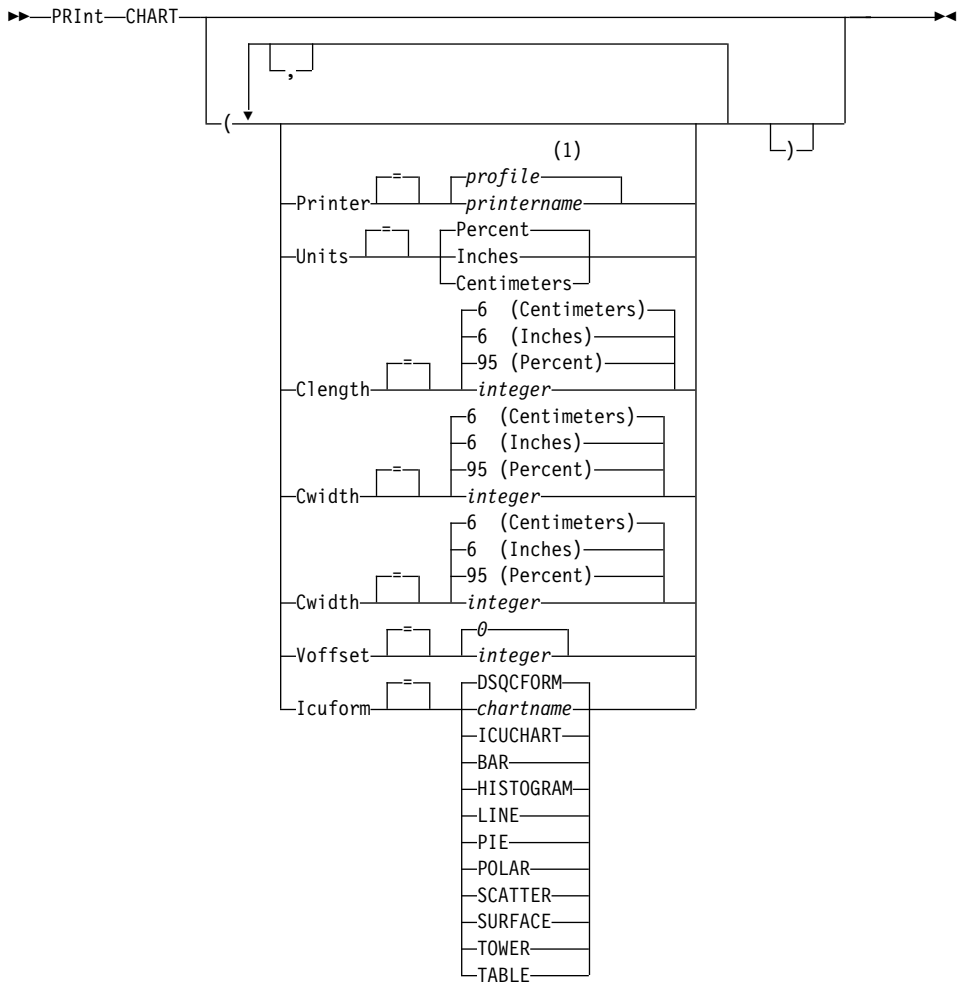 PRInt CHART
,
(
)
(1)
=
profile
Printer
printername
=
Percent
Units
Inches
Centimeters
6 (Centimeters)
6 (Inches)
=
95 (Percent)
Clength
integer
6 (Centimeters)
6 (Inches)
=
95 (Percent)
Cwidth
integer
6 (Centimeters)
6 (Inches)
=
95 (Percent)
Cwidth
integer
=
0
Voffset
integer
=
DSQCFORM
Icuform
chartname
ICUCHART
BAR
HISTOGRAM
LINE
PIE
POLAR
SCATTER
SURFACE
TOWER
TABLE